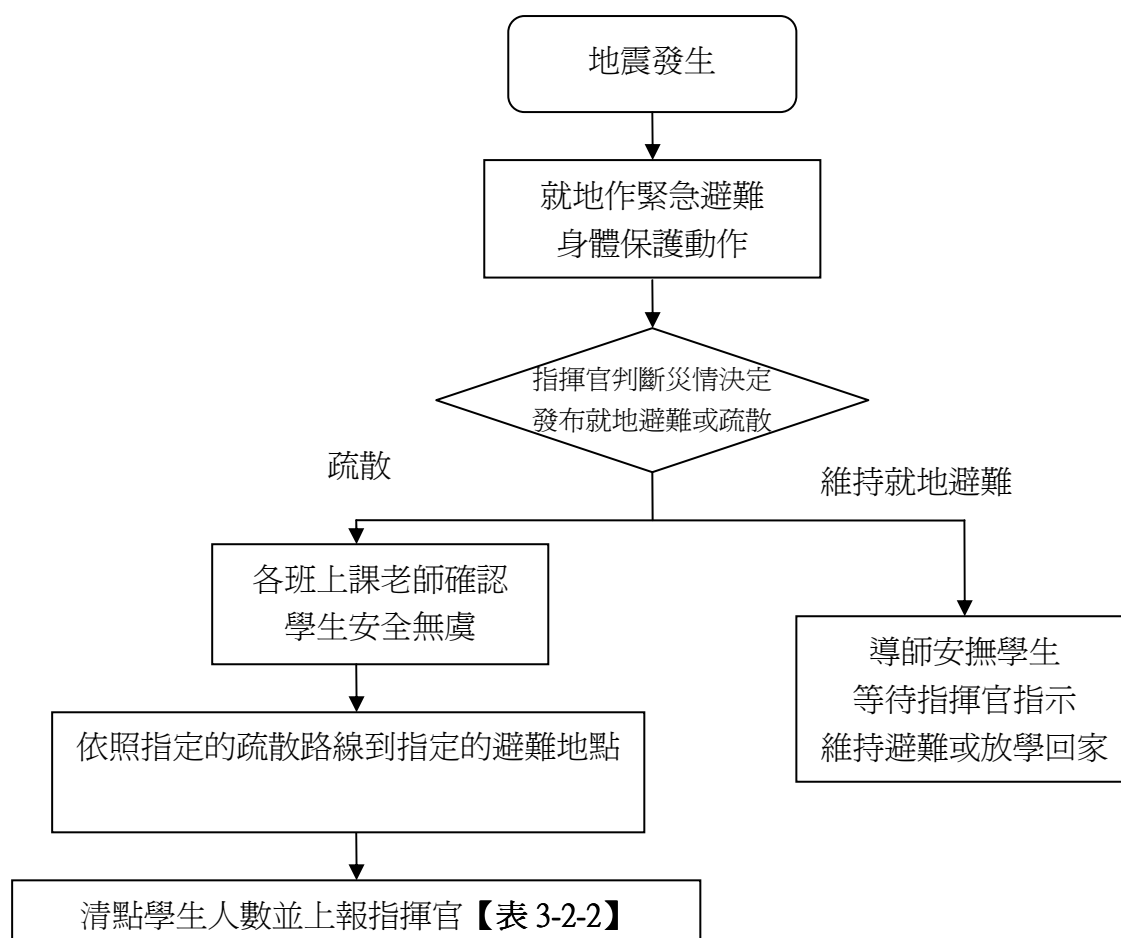 地震發生
就地作緊急避難
身體保護動作
指揮官判斷災情決定
發布就地避難或疏散
疏散
維持就地避難
各班上課老師確認
學生安全無虞
導師安撫學生
等待指揮官指示
維持避難或放學回家
依照指定的疏散路線到指定的避難地點
清點學生人數並上報指揮官【表 3-2-2】